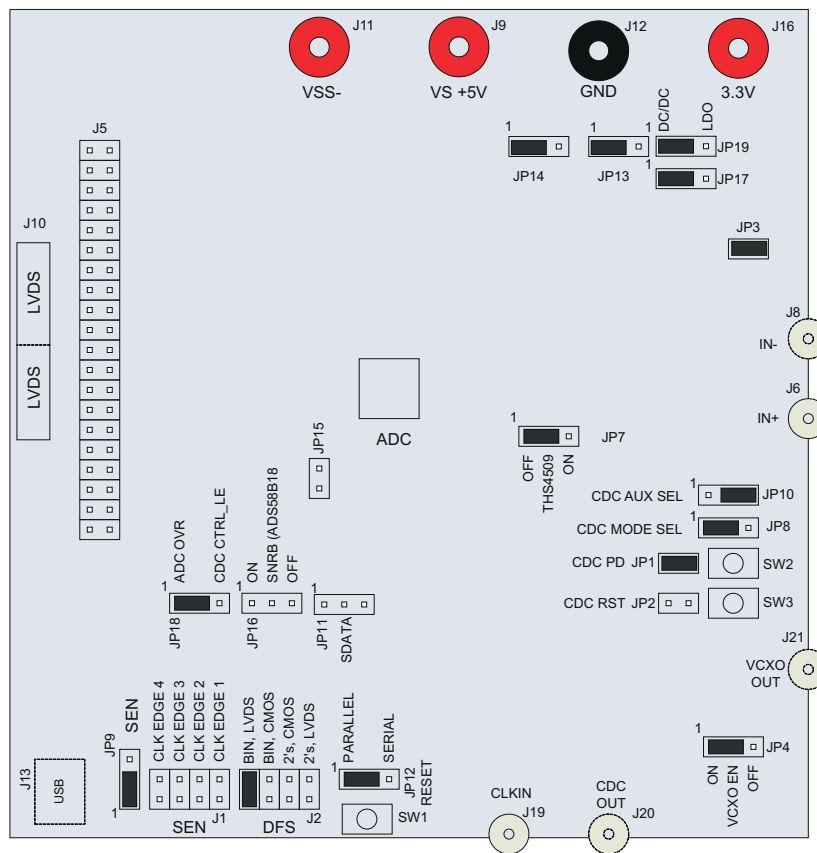 J11
J9
J12
J16
VSS-
VS +5V
GND
3.3V
DC/DC
LDO
J5
1
1
1
JP14
JP13
JP19
1
JP17
J10
JP3
LVDS
LVDS
J8
IN-
J6
IN+
ADC
1
JP7
OFF
THS4509
ON
JP15
CDC AUX SEL
1
JP10
CDC MODE SEL
1
JP8
CDC PD
JP1
SW2
CDC RST
JP2
SW3
ADC OVR
CDC CTRL_LE
ON
SNRB (ADS58B18
OFF
1
1
1
JP18
JP16
JP11
SDATA
J21
VCXO
OUT
JP9
SEN
CLK EDGE 4
CLK EDGE 3
CLK EDGE 2
CLK EDGE 1
BIN, LVDS
BIN, CMOS
2's, CMOS
2's, LVDS
PARALLEL
SERIAL
1
JP12
RESET
1
JP4
ON
VCXO EN
OFF
J13
USB
1
SEN
J1
DFS
J2
SW1
CLKIN
J19
CDC
OUT
J20